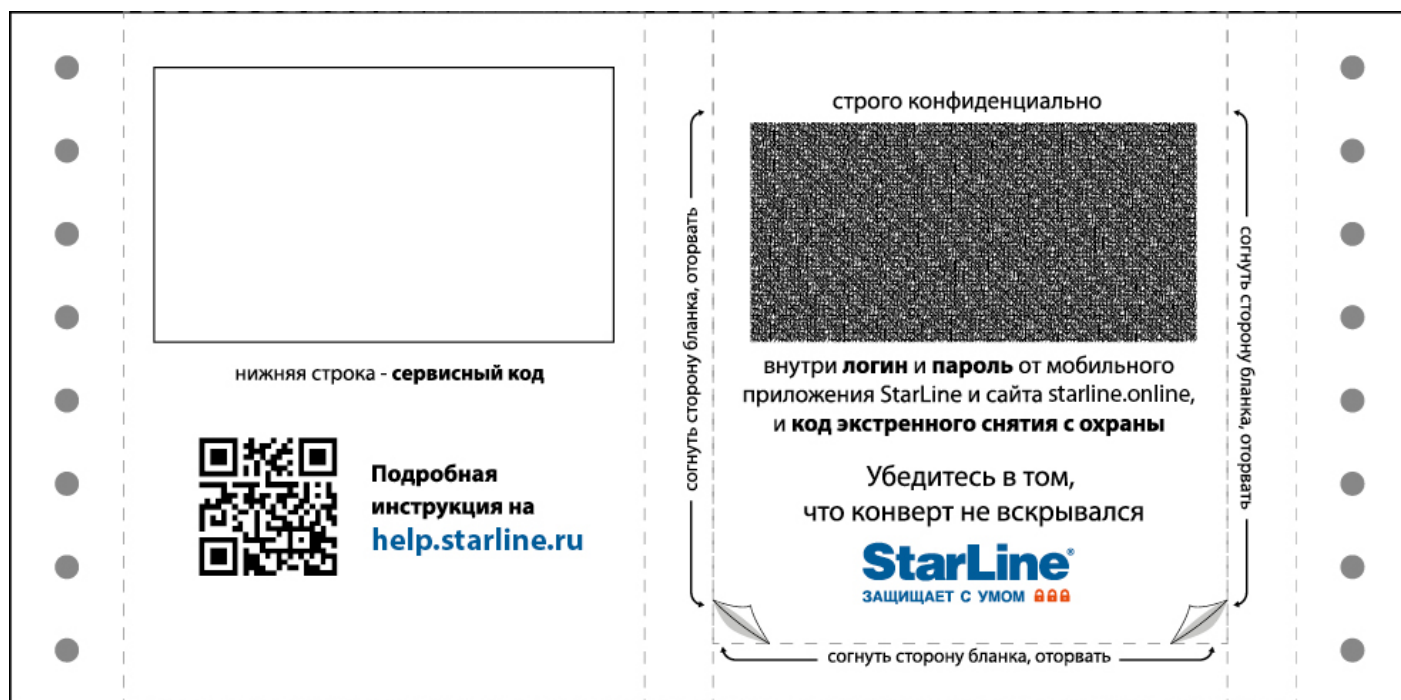 нижняя строка - сервисный код
Подробная
инструкция на
help.starline.ru
строго конфиденциально
согнуть сторону бланка, оторвать
внутри логин и пароль от мобильного
приложения StarLine и сайта starline.online,
и код экстренного снятия с охраны
Убедитесь в том,
что конверт не вскрывался
StarLine®
ЗАЩИЩАЕТ С УМОМ
согнуть сторону бланка, оторвать
согнуть сторону бланка, оторвать